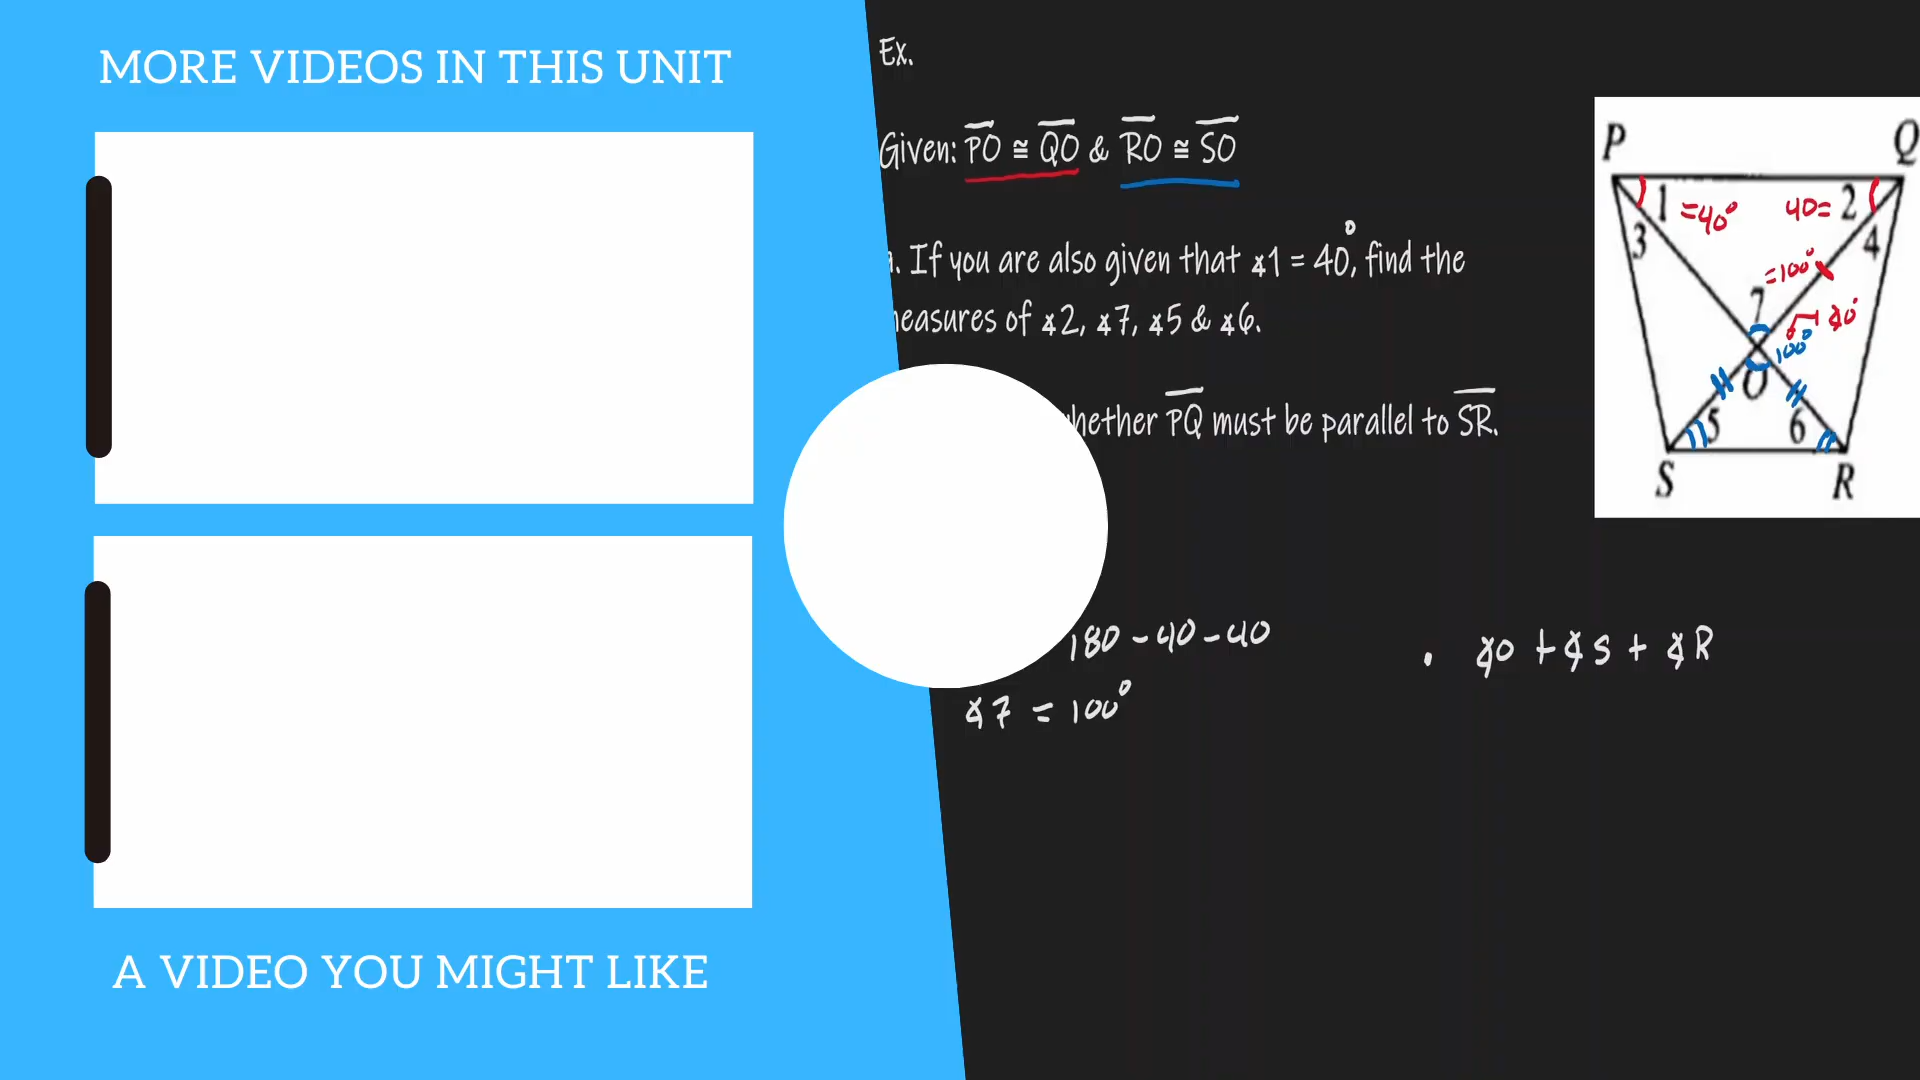 MORE VIDEOS IN THIS UNIT
A VIDEO YOU MIGHT LIKE
Ex.
Given: PO ≅ QO & RO ≅ SO
. If you are also given that ∡1 = 40°, find the
easures of ∡2, ∡7, ∡5 & ∡6.
hether PQ must be parallel to SR.
180 - 40 - 40
∡7 = 100°
. ∡O + ∡S + ∡R
P Q
1 = 40° 40 = 2
3 4
= 100°
7
100°
O
5 6
S R